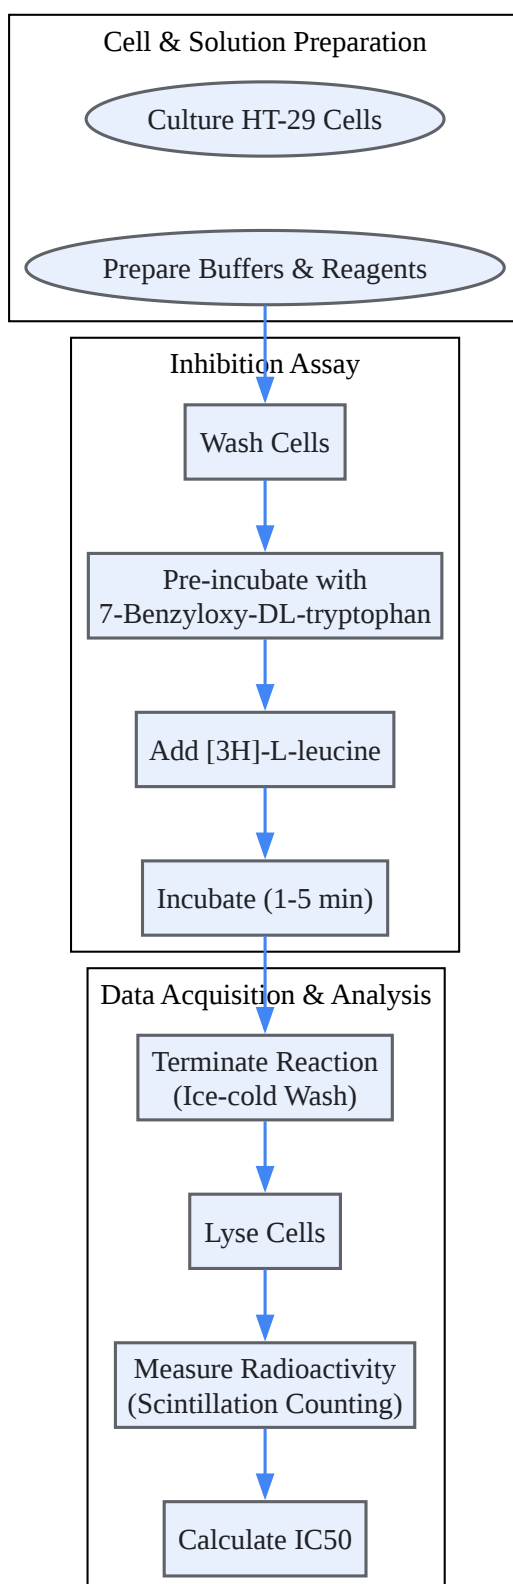 Cell & Solution Preparation
Culture HT-29 Cells
Prepare Buffers & Reagents
Inhibition Assay
Wash Cells
Pre-incubate with
7-Benzyloxy-DL-tryptophan
Add [3H]-L-leucine
Incubate (1-5 min)
Data Acquisition & Analysis
Terminate Reaction
(Ice-cold Wash)
Lyse Cells
Measure Radioactivity
(Scintillation Counting)
Calculate IC50